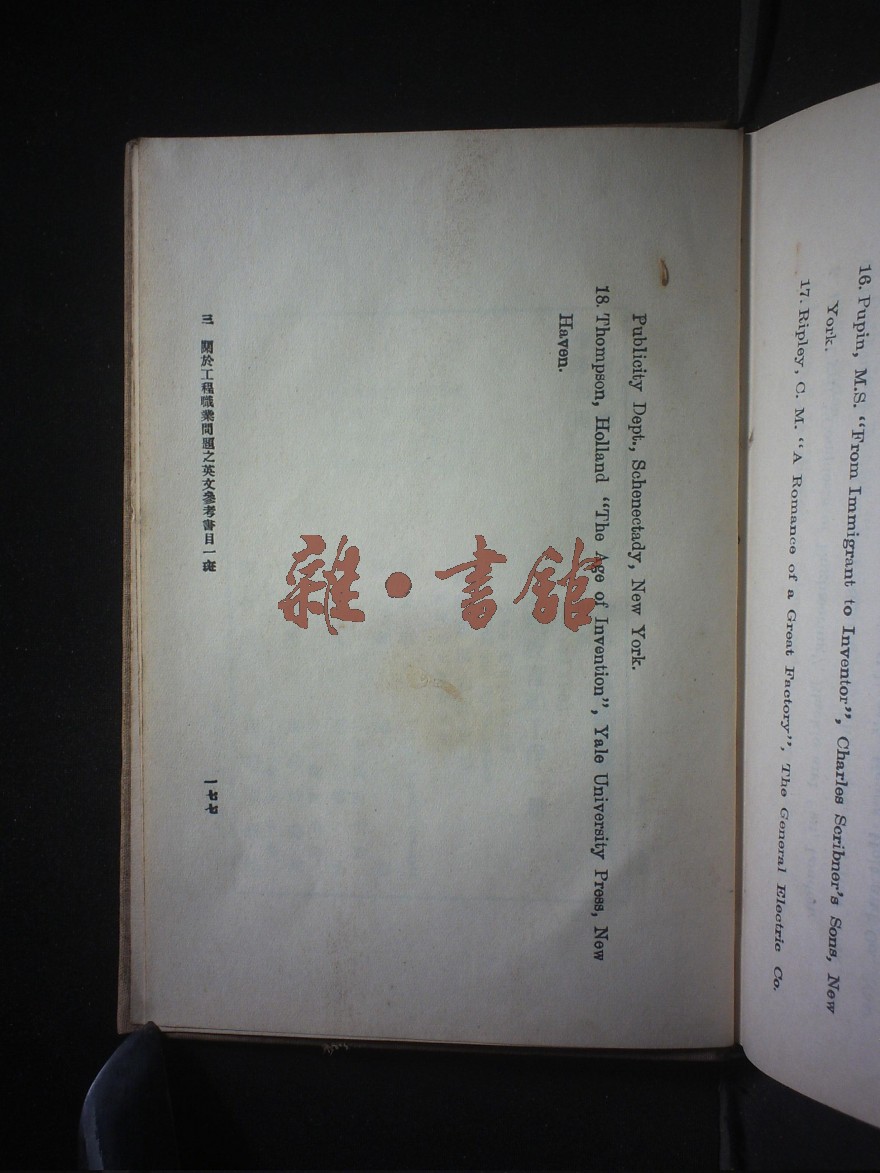 16. Pupin, M.S. “From Immigrant to Inventor”, Charles Scribner's Sons, New
York.
17. Ripley, C. M. “A Romance of a Great Factory”, The General Electric Co.
Publicity Dept., Schenectady, New York.
18. Thompson, Holland “The Age of Invention”, Yale University Press, New
Haven.
三 關於工程職業問題之英文參考書目一斑
一七七
雜·書館